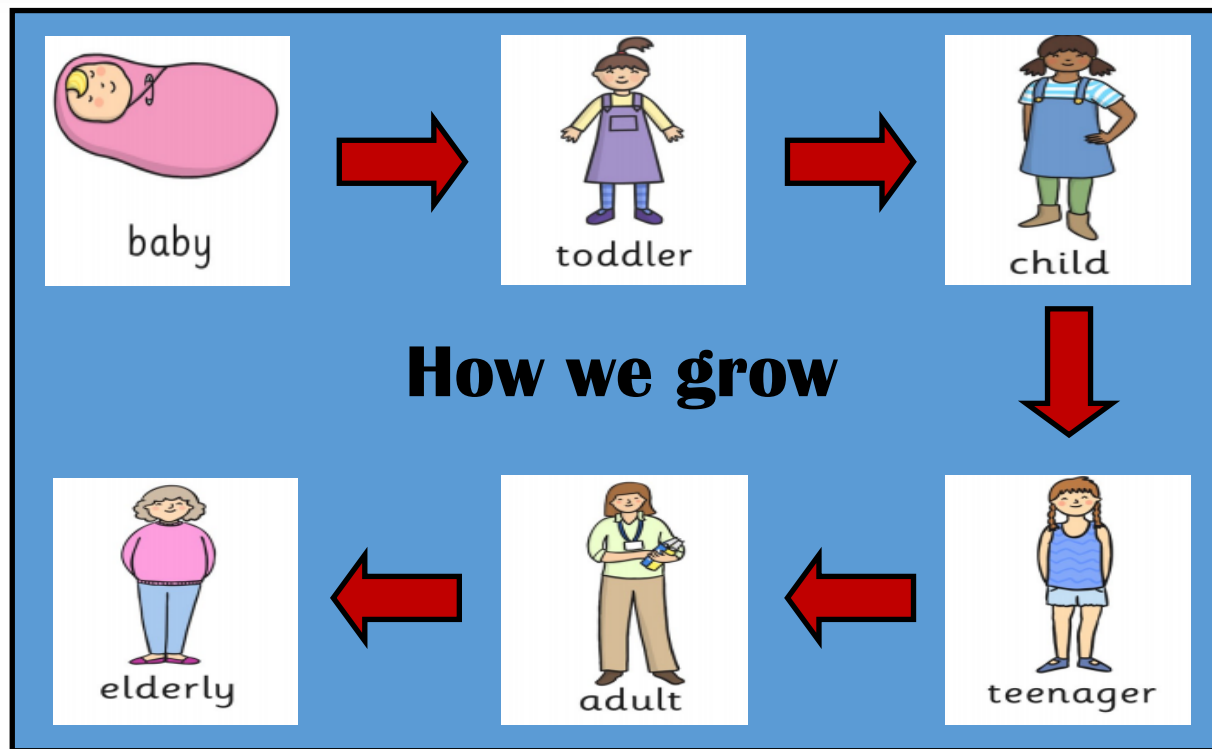 baby
toddler
child
How we grow
elderly
adult
teenager